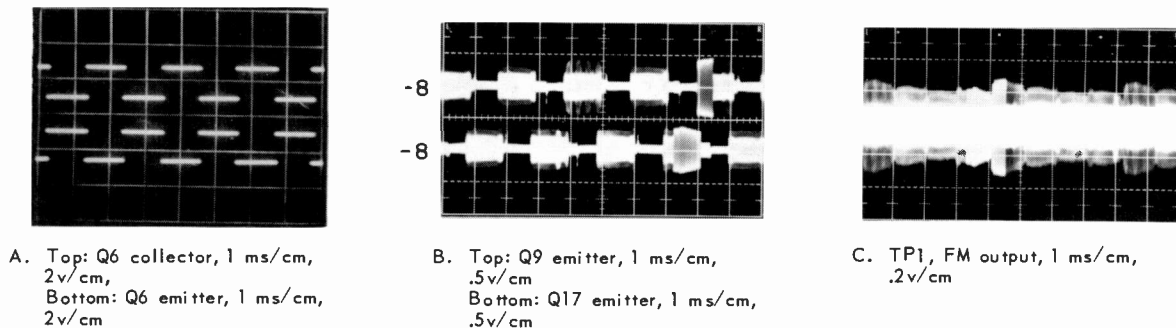 -8
-8
A. Top: Q6 collector, 1 ms/cm,
2v/cm,
Bottom: Q6 emitter, 1 ms/cm,
2v/cm
B. Top: Q9 emitter, 1 ms/cm,
.5v/cm
Bottom: Q17 emitter, 1 ms/cm,
.5v/cm
C. TP1, FM output, 1 ms/cm,
.2v/cm